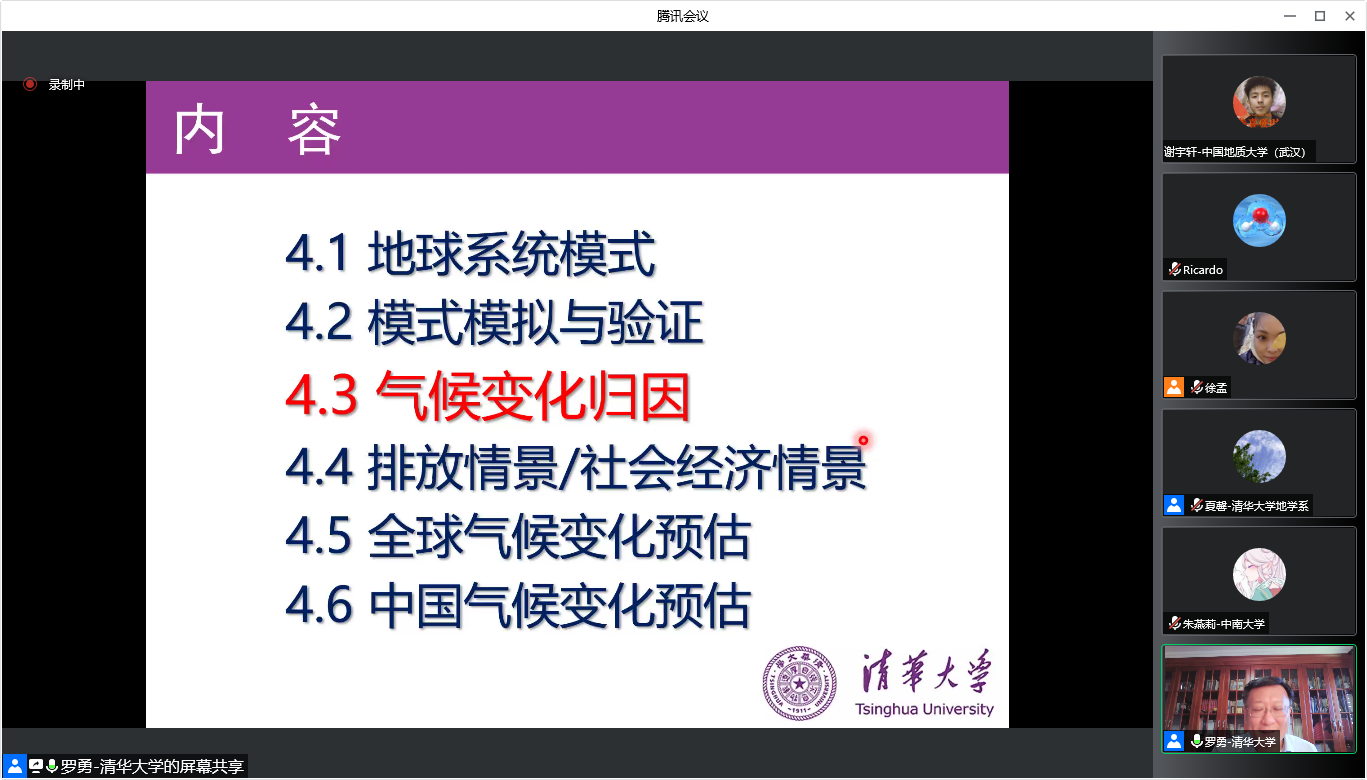 腾讯会议
录制中
内 容
4.1 地球系统模式
4.2 模式模拟与验证
4.3 气候变化归因
4.4 排放情景/社会经济情景
4.5 全球气候变化预估
4.6 中国气候变化预估
清華大学
Tsinghua University
TSINGHUA UNIVERSITY
-1911-
罗勇-清华大学的屏幕共享
谢宇轩-中国地质大学（武汉）
Ricardo
徐孟
夏馨-清华大学地学系
朱燕莉-中南大学
罗勇-清华大学